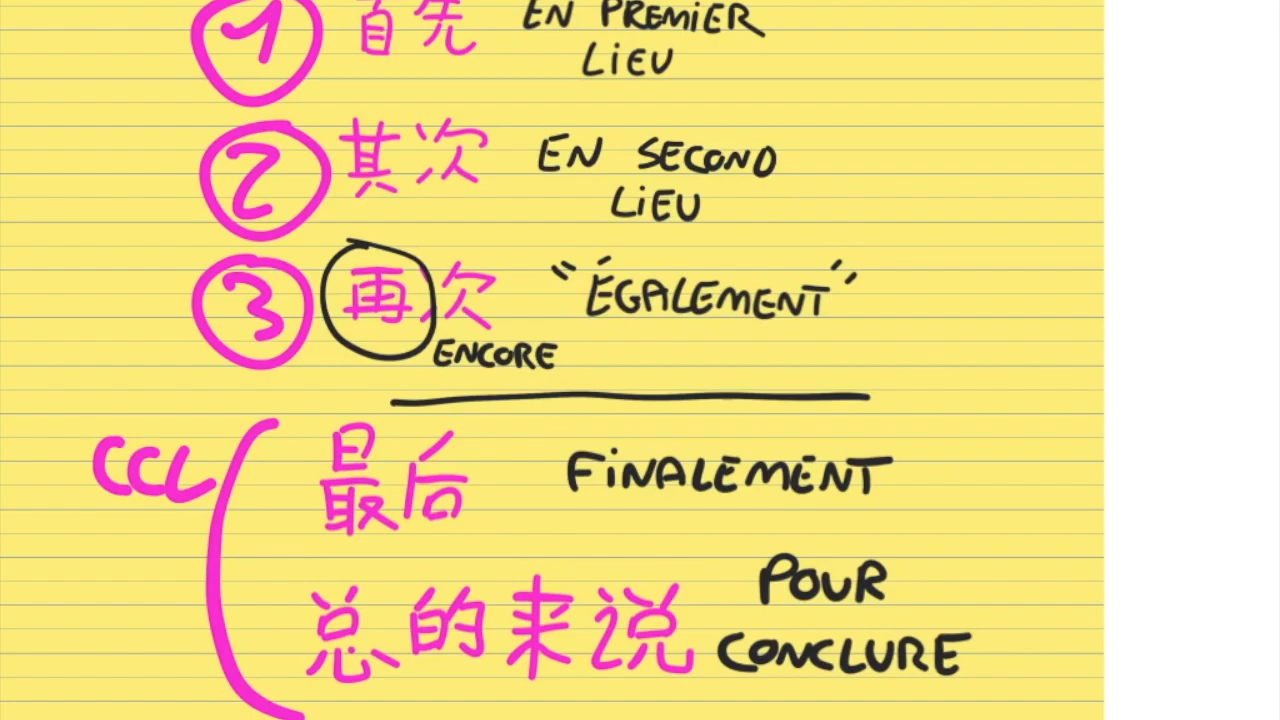 1 首先 EN PREMIER
LIEU
2 其次 EN SECOND
LIEU
3 再次 "ÉGALEMENT"
ENCORE
CCL 最后 FINALEMENT
总的来说 POUR
CONCLURE